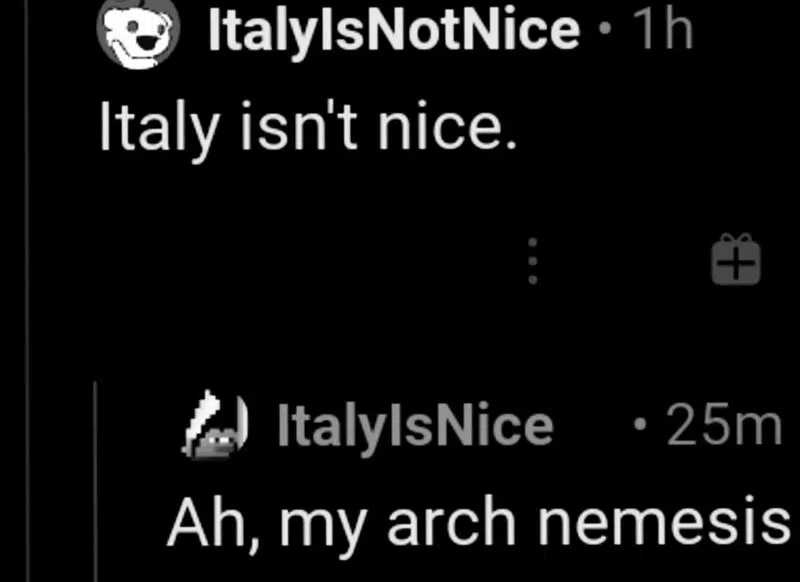 ItalyIsNotNice • 1h
Italy isn't nice.
ItalyIsNice • 25m
Ah, my arch nemesis